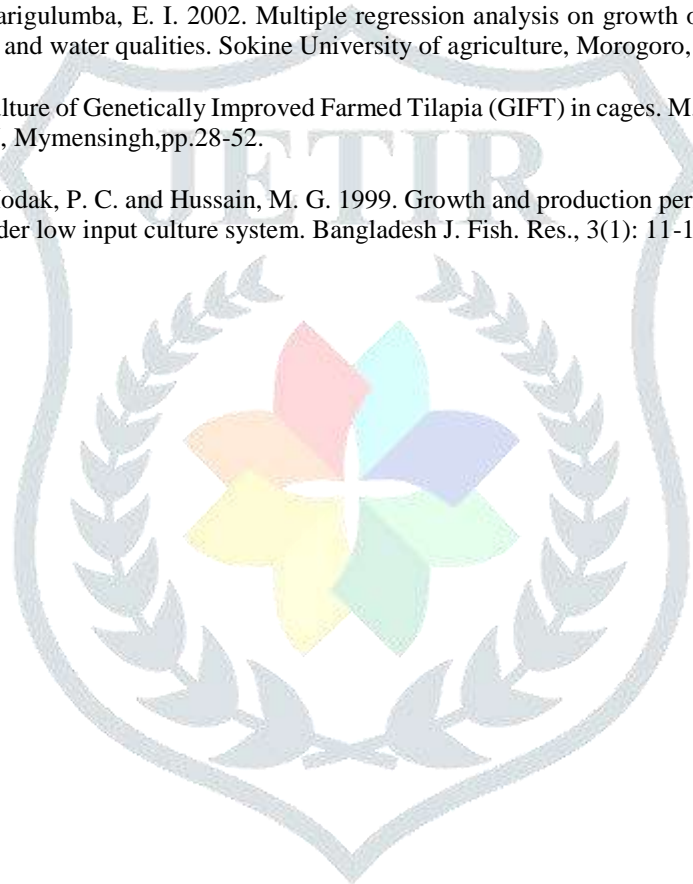 arigulumba, E. I. 2002. Multiple regression analysis on growth o
and water qualities. Sokine University of agriculture, Morogoro,
ulture of Genetically Improved Farmed Tilapia (GIFT) in cages. M.
, Mymensingh,pp.28-52.
odak, P. C. and Hussain, M. G. 1999. Growth and production per
der low input culture system. Bangladesh J. Fish. Res., 3(1): 11-1
JETIR